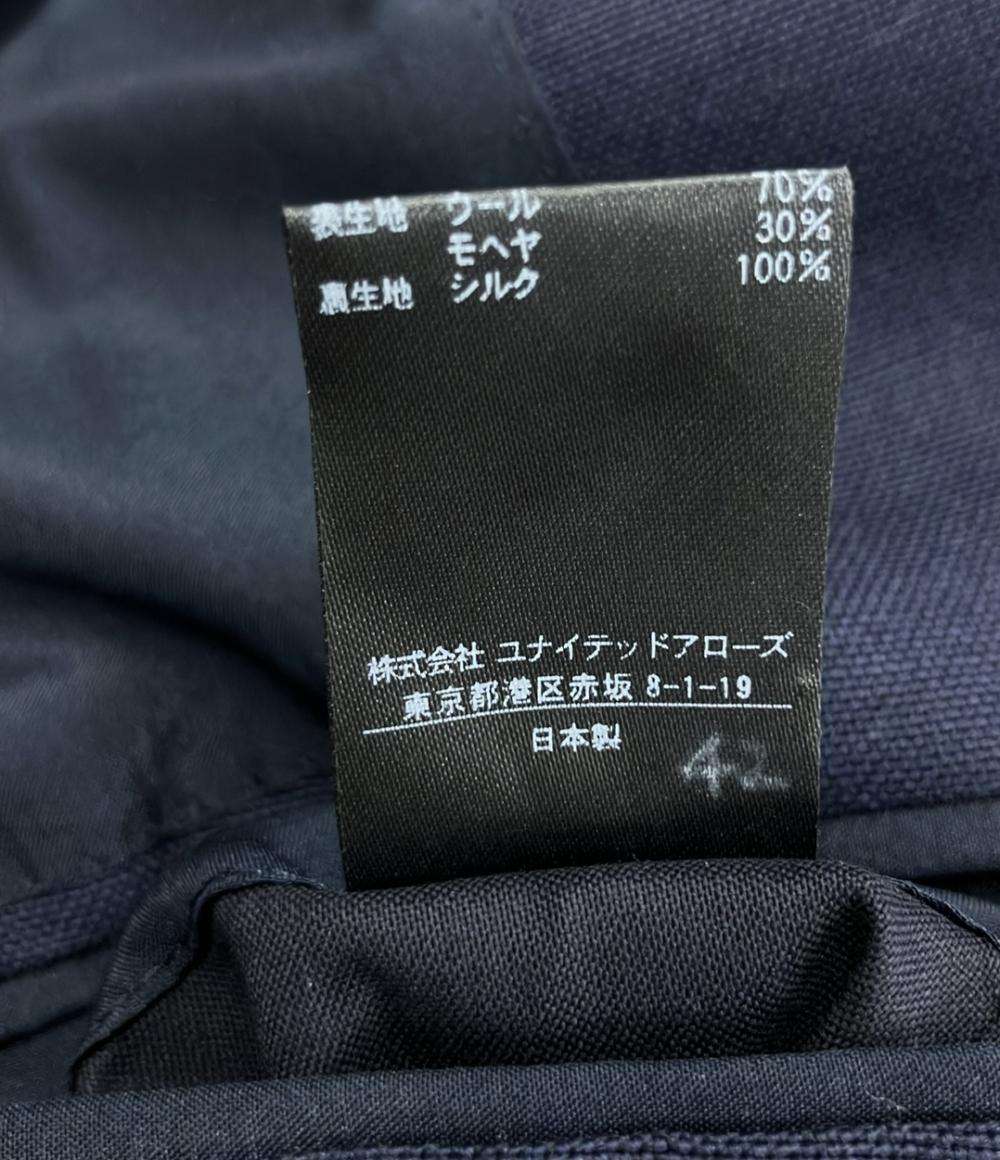 表生地 ウール 70%
モヘヤ 30%
裏生地 シルク 100%
株式会社 ユナイテッドアローズ
東京都港区赤坂 8-1-19
日本製
42